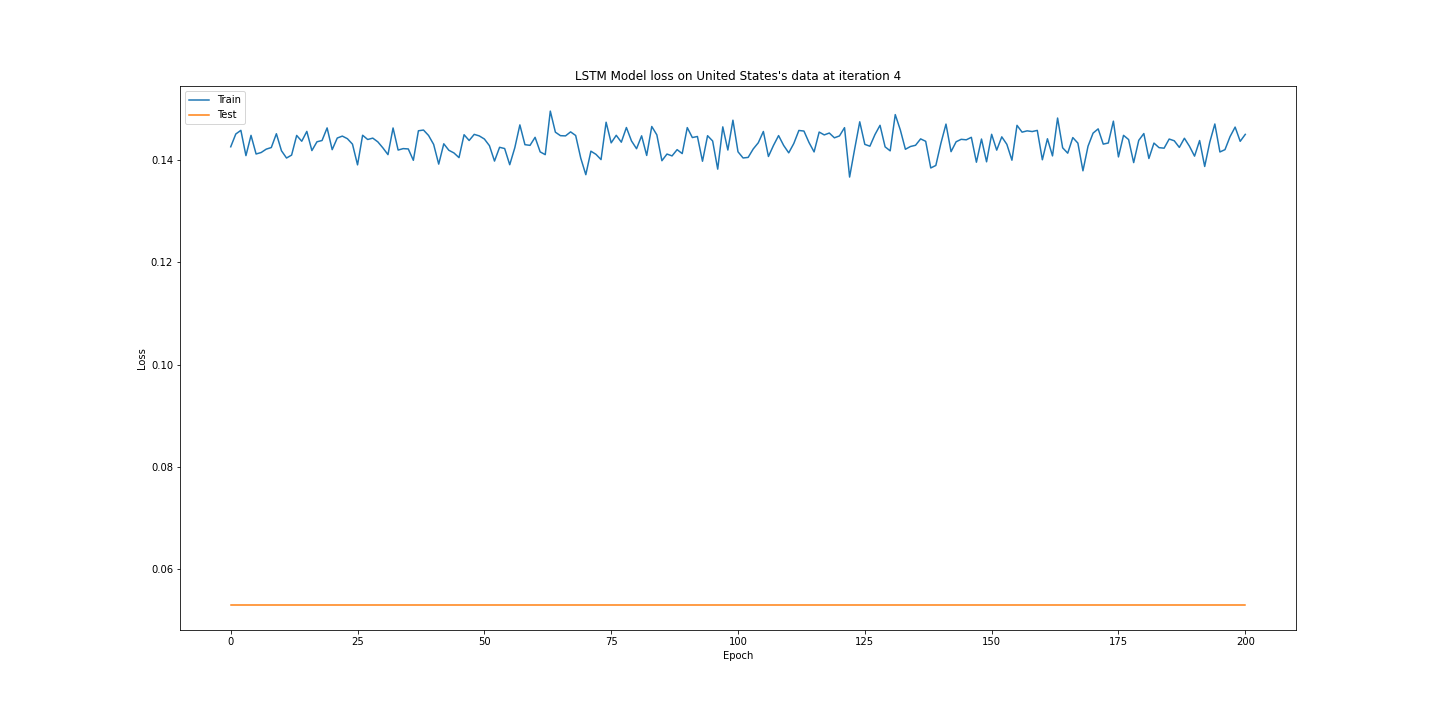 LSTM Model loss on United States's data at iteration 4
Train
Test
0.14
0.12
0.10
0.08
0.06
Loss
0 25 50 75 100 125 150 175 200
Epoch